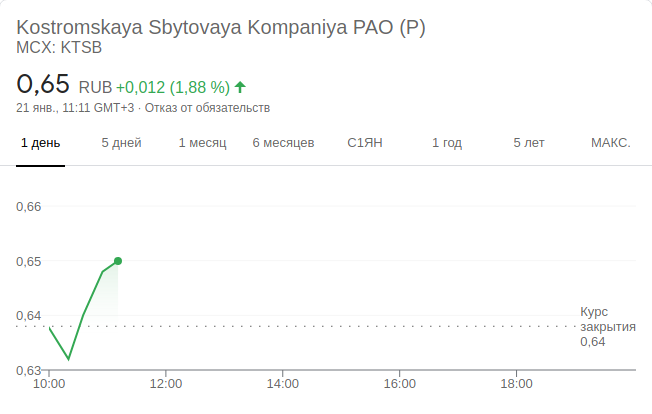 Kostromskaya Sbytovaya Kompaniya PAO (P)
MCX: KTSB
0,65 RUB +0,012 (1,88 %)
21 янв., 11:11 GMT+3 · Отказ от обязательств
1 день 5 дней 1 месяц 6 месяцев С1ЯН 1 год 5 лет МАКС.
0,66
0,65
0,64
Курс
закрытия
0,64
0,63
10:00 12:00 14:00 16:00 18:00